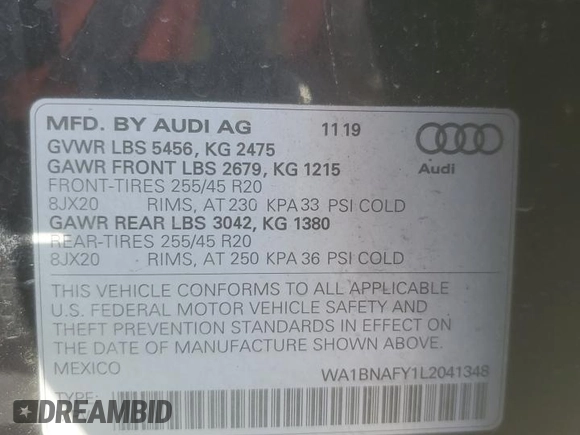 MFD. BY AUDI AG 11 19
GVWR LBS 5456, KG 2475
GAWR FRONT LBS 2679, KG 1215
FRONT-TIRES 255/45 R20
8JX20 RIMS, AT 230 KPA 33 PSI COLD
GAWR REAR LBS 3042, KG 1380
REAR-TIRES 255/45 R20
8JX20 RIMS, AT 250 KPA 36 PSI COLD
Audi
THIS VEHICLE CONFORMS TO ALL APPLICABLE
U.S. FEDERAL MOTOR VEHICLE SAFETY AND
THEFT PREVENTION STANDARDS IN EFFECT ON
THE DATE OF MANUFACTURE SHOWN ABOVE.
MEXICO WA1BNAFY1L2041348
TYPE:
DREAMBID